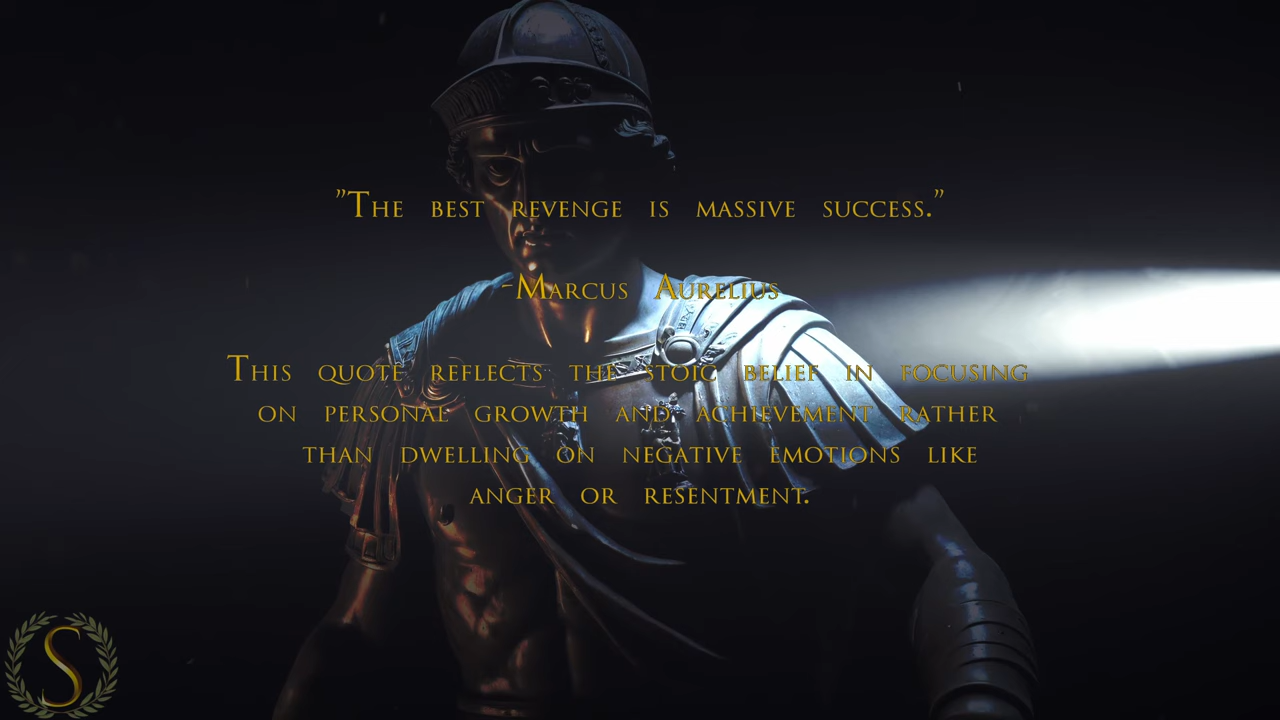 "The best revenge is massive success."
-Marcus Aurelius
This quote reflects the stoic belief in focusing
on personal growth and achievement rather
than dwelling on negative emotions like
anger or resentment.
S